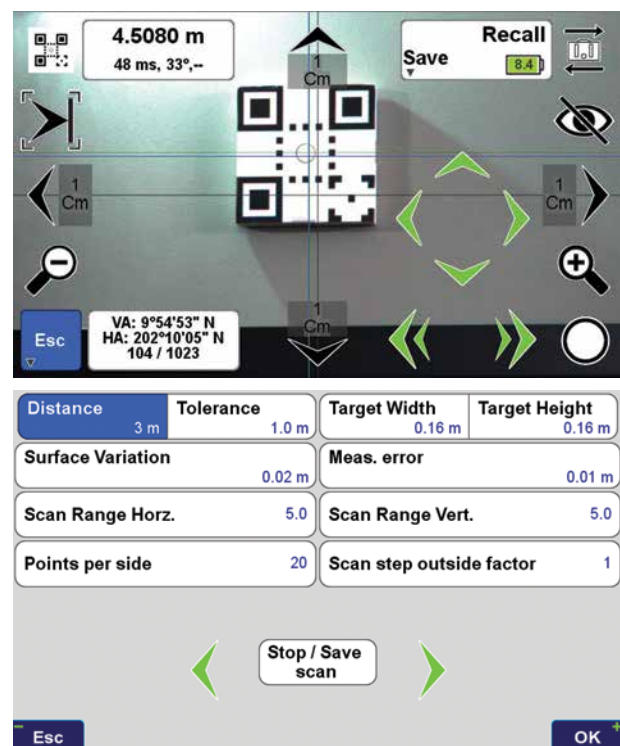 4.5080 m
48 ms, 33°,--
Recall
Save
8.4
1
Cm
1
Cm
1
Cm
1
Cm
Esc
VA: 9°54'53" N
HA: 202°10'05" N
104 / 1023
Distance
3 m
Tolerance
1.0 m
Target Width
0.16 m
Target Height
0.16 m
Surface Variation
0.02 m
Meas. error
0.01 m
Scan Range Horz. 5.0
Scan Range Vert. 5.0
Points per side 20
Scan step outside factor 1
Stop / Save
scan
Esc
OK